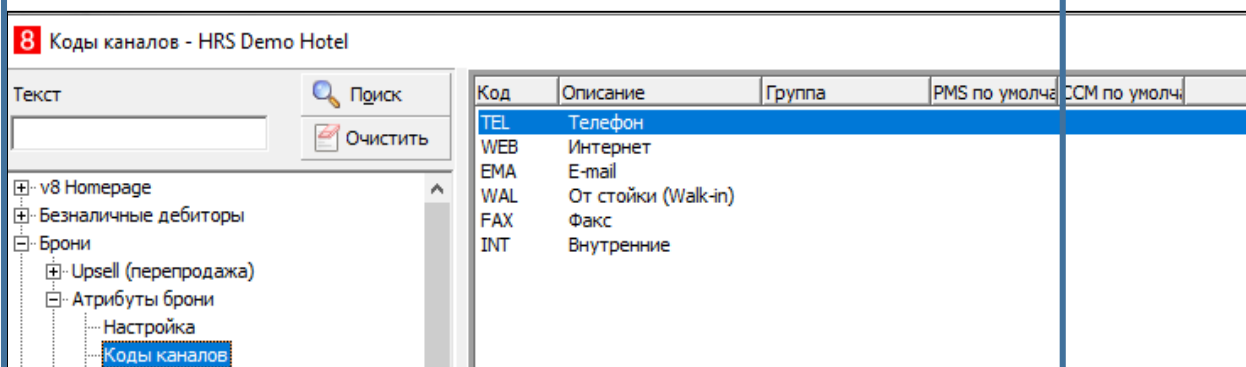 8 Коды каналов - HRS Demo Hotel
Текст
Поиск
Очистить
v8 Homepage
Безналичные дебиторы
Брони
Upsell (перепродажа)
Атрибуты брони
Настройка
Коды каналов
Код Описание Группа PMS по умолча CCM по умолча
TEL Телефон
WEB Интернет
EMA E-mail
WAL От стойки (Walk-in)
FAX Факс
INT Внутренние